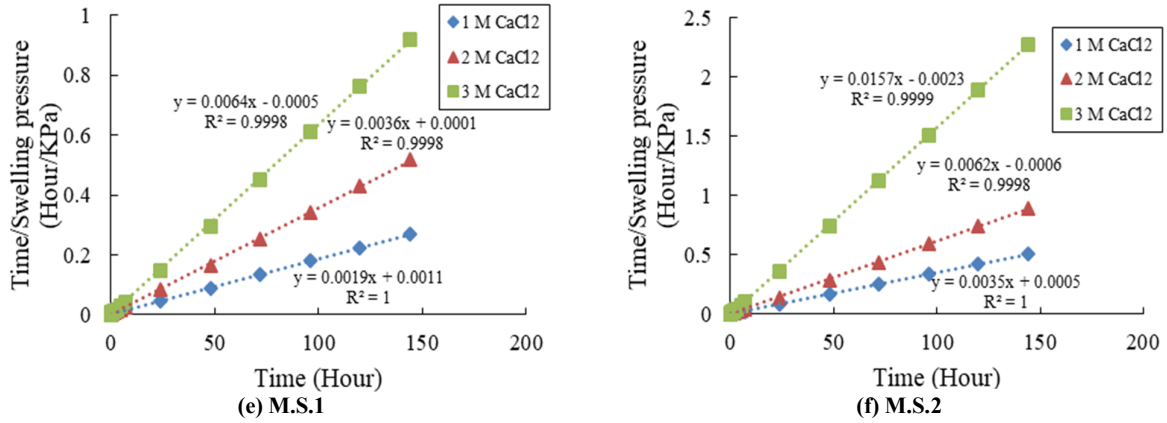 1
0.8
0.6
0.4
0.2
0
0
50
100
150
200
Time/Swelling pressure
(Hour/KPa)
Time (Hour)
1 M CaCl2
2 M CaCl2
3 M CaCl2
y = 0.0064x - 0.0005
R² = 0.9998
y = 0.0036x + 0.0001
R² = 0.9998
y = 0.0019x + 0.0011
R² = 1
(e) M.S.1
2.5
2
1.5
1
0.5
0
0
50
100
150
200
Time/Swelling pressure
(Hour/KPa)
Time (Hour)
1 M CaCl2
2 M CaCl2
3 M CaCl2
y = 0.0157x - 0.0023
R² = 0.9999
y = 0.0062x - 0.0006
R² = 0.9998
y = 0.0035x + 0.0005
R² = 1
(f) M.S.2